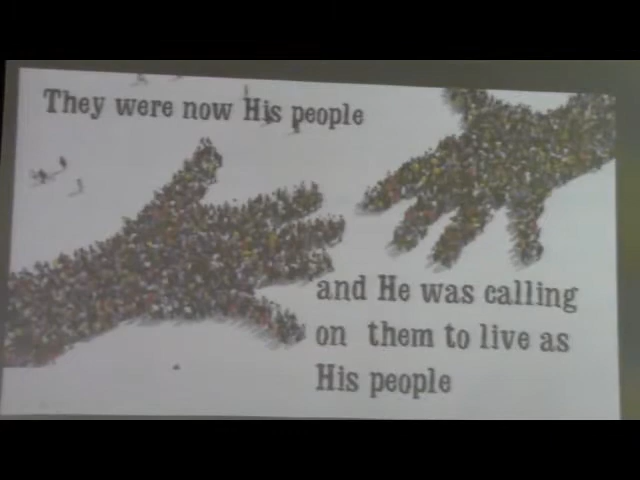 They were now His people
and He was calling
on them to live as
His people